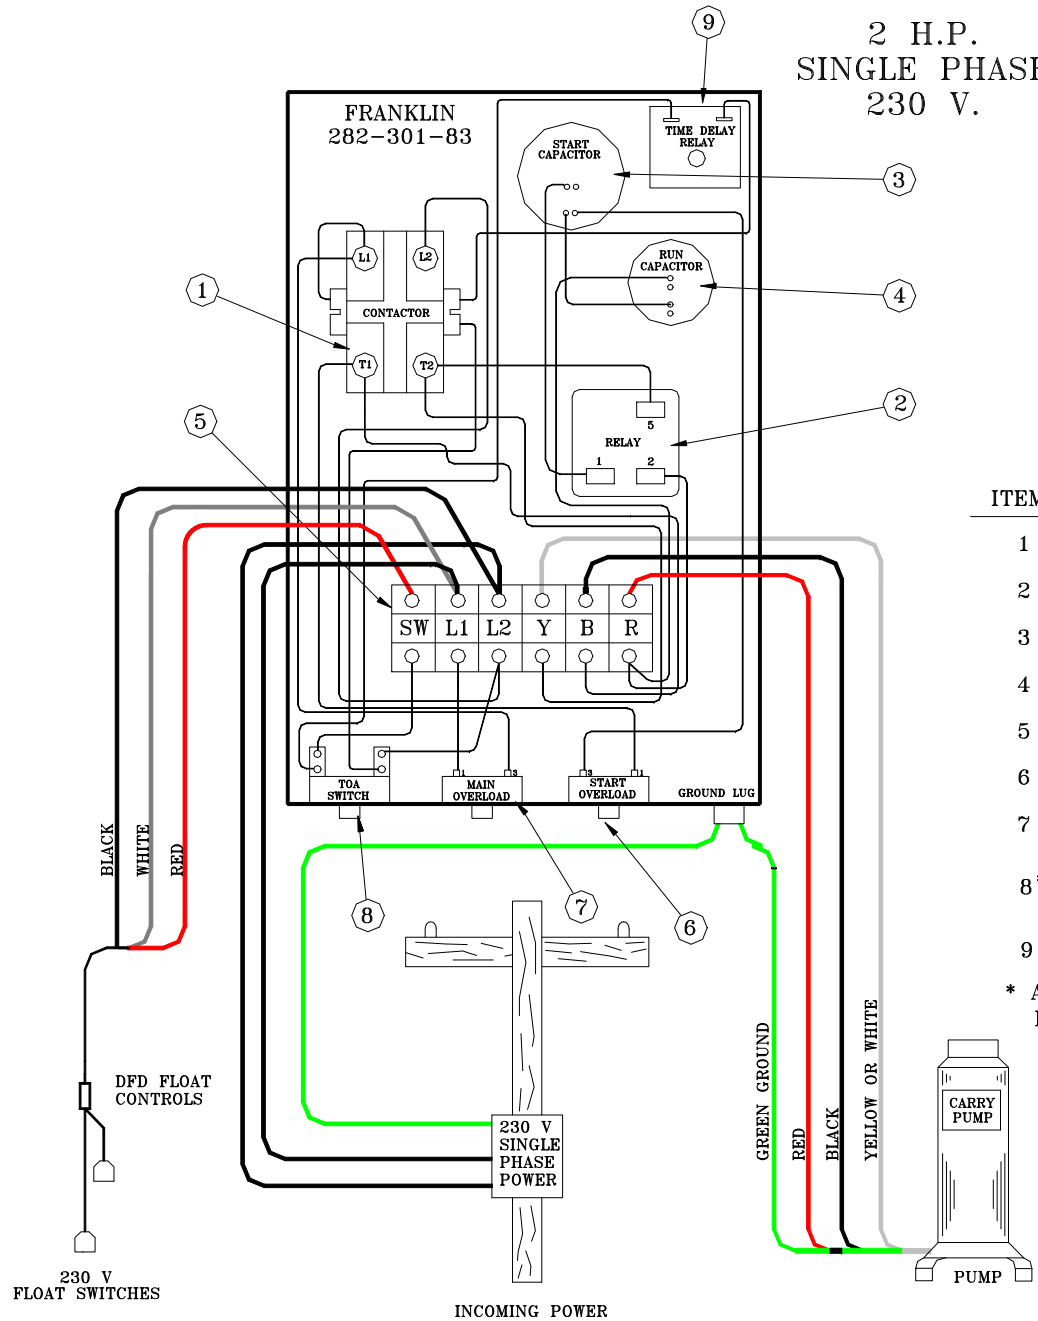 9
2 H.P.
SINGLE PHASE
230 V.
FRANKLIN
282-301-83
START
CAPACITOR
TIME DELAY
RELAY
3
RUN
CAPACITOR
4
L1
L2
1
CONTACTOR
T1
T2
5
2
5
RELAY
1
2
ITEM
1
2
3
4
5
6
7
8*
9
* A
SW
L1
L2
Y
B
R
TOA
SWITCH
1
3
MAIN
OVERLOAD
3
1
START
OVERLOAD
GROUND LUG
BLACK
WHITE
RED
8
7
6
DFD FLOAT
CONTROLS
230 V
SINGLE
PHASE
POWER
GREEN GROUND
RED
BLACK
YELLOW OR WHITE
CARRY
PUMP
230 V
FLOAT SWITCHES
PUMP
INCOMING POWER